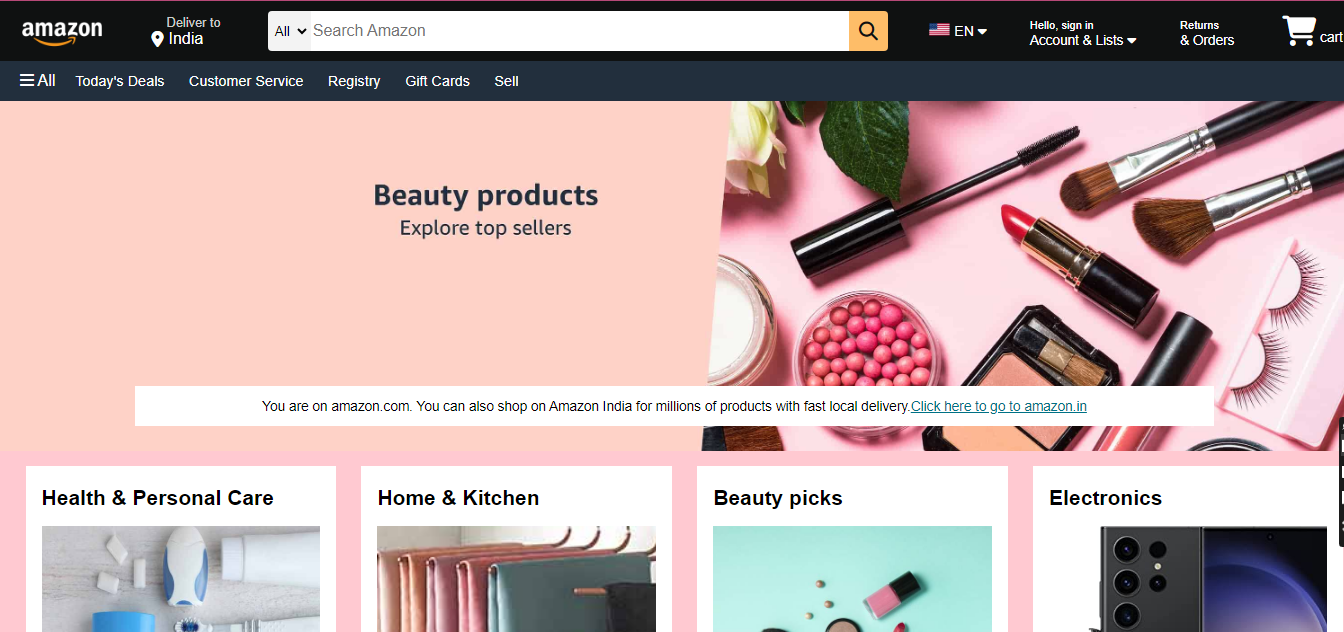 amazon
Deliver to
India
All
Search Amazon
EN
Hello, sign in
Account & Lists
Returns
& Orders
cart
All
Today's Deals
Customer Service
Registry
Gift Cards
Sell
Beauty products
Explore top sellers
You are on amazon.com. You can also shop on Amazon India for millions of products with fast local delivery.Click here to go to amazon.in
Health & Personal Care
Home & Kitchen
Beauty picks
Electronics